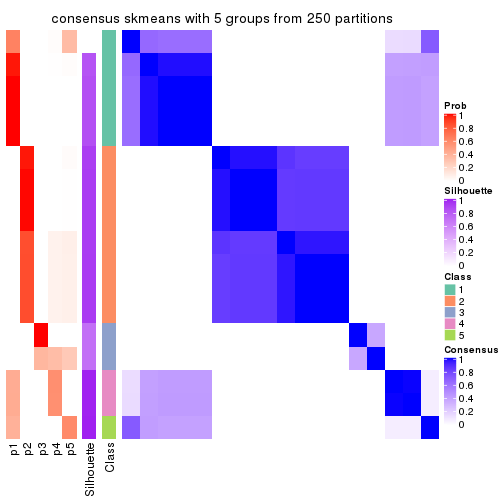 consensus skmeans with 5 groups from 250 partitions
Prob
1
0.8
0.6
0.4
0.2
0
Silhouette
1
0.8
0.6
0.4
0.2
0
Class
1
2
3
4
5
Consensus
1
0.8
0.6
0.4
0.2
0
p1
p2
p3
p4
p5
Silhouette
Class